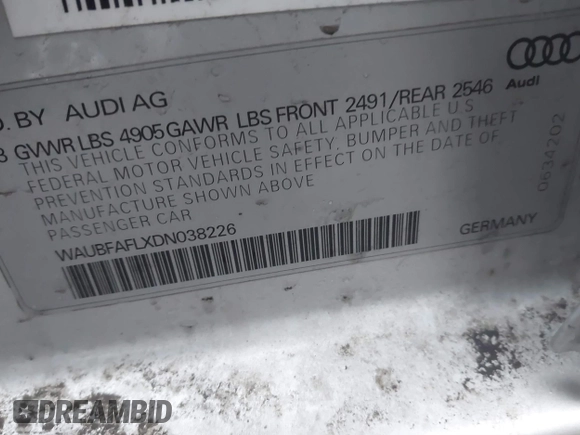 D. BY AUDI AG
Audi
3 GVWR LBS 4905 GAWR LBS FRONT 2491/REAR 2546
THIS VEHICLE CONFORMS TO ALL APPLICABLE U.S
FEDERAL MOTOR VEHICLE SAFETY, BUMPER AND THEFT
PREVENTION STANDARDS IN EFFECT ON THE DATE OF
MANUFACTURE SHOWN ABOVE
PASSENGER CAR
0634202
WAUBFAFLXDN038226
GERMANY
DREAMBID